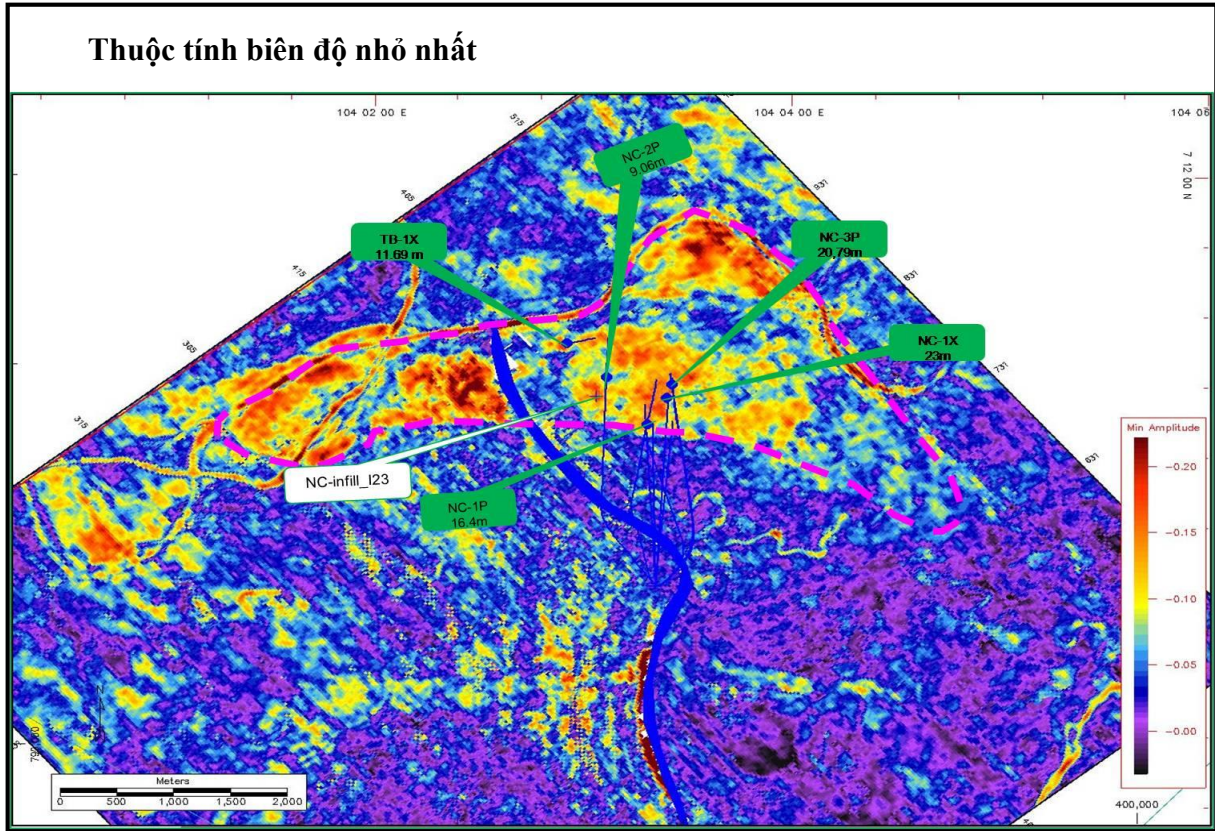 Thuộc tính biên độ nhỏ nhất
104 02 00 E
104 04 00 E
104 06
515
931
7 12 00 N
NC-2P
9,06m
465
TB-1X
11.69 m
NC-3P
20,79m
415
831
NC-1X
23m
365
731
315
Min Amplitude
-0.20
631
NC-infill_I23
-0.15
NC-1P
16.4m
-0.10
-0.05
-0.00
Meters
0 500 1,000 1,500 2,000
400,000